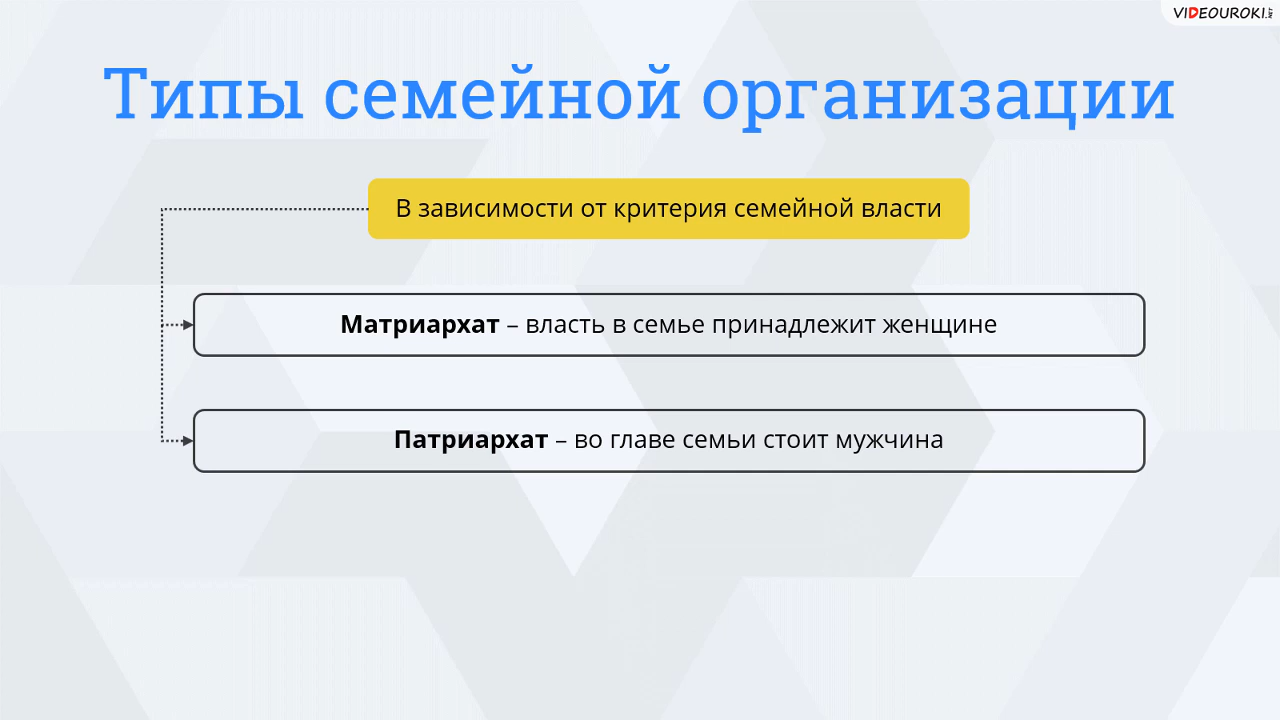 VIDEOUROKI.NET
Типы семейной организации
В зависимости от критерия семейной власти
Матриархат – власть в семье принадлежит женщине
Патриархат – во главе семьи стоит мужчина